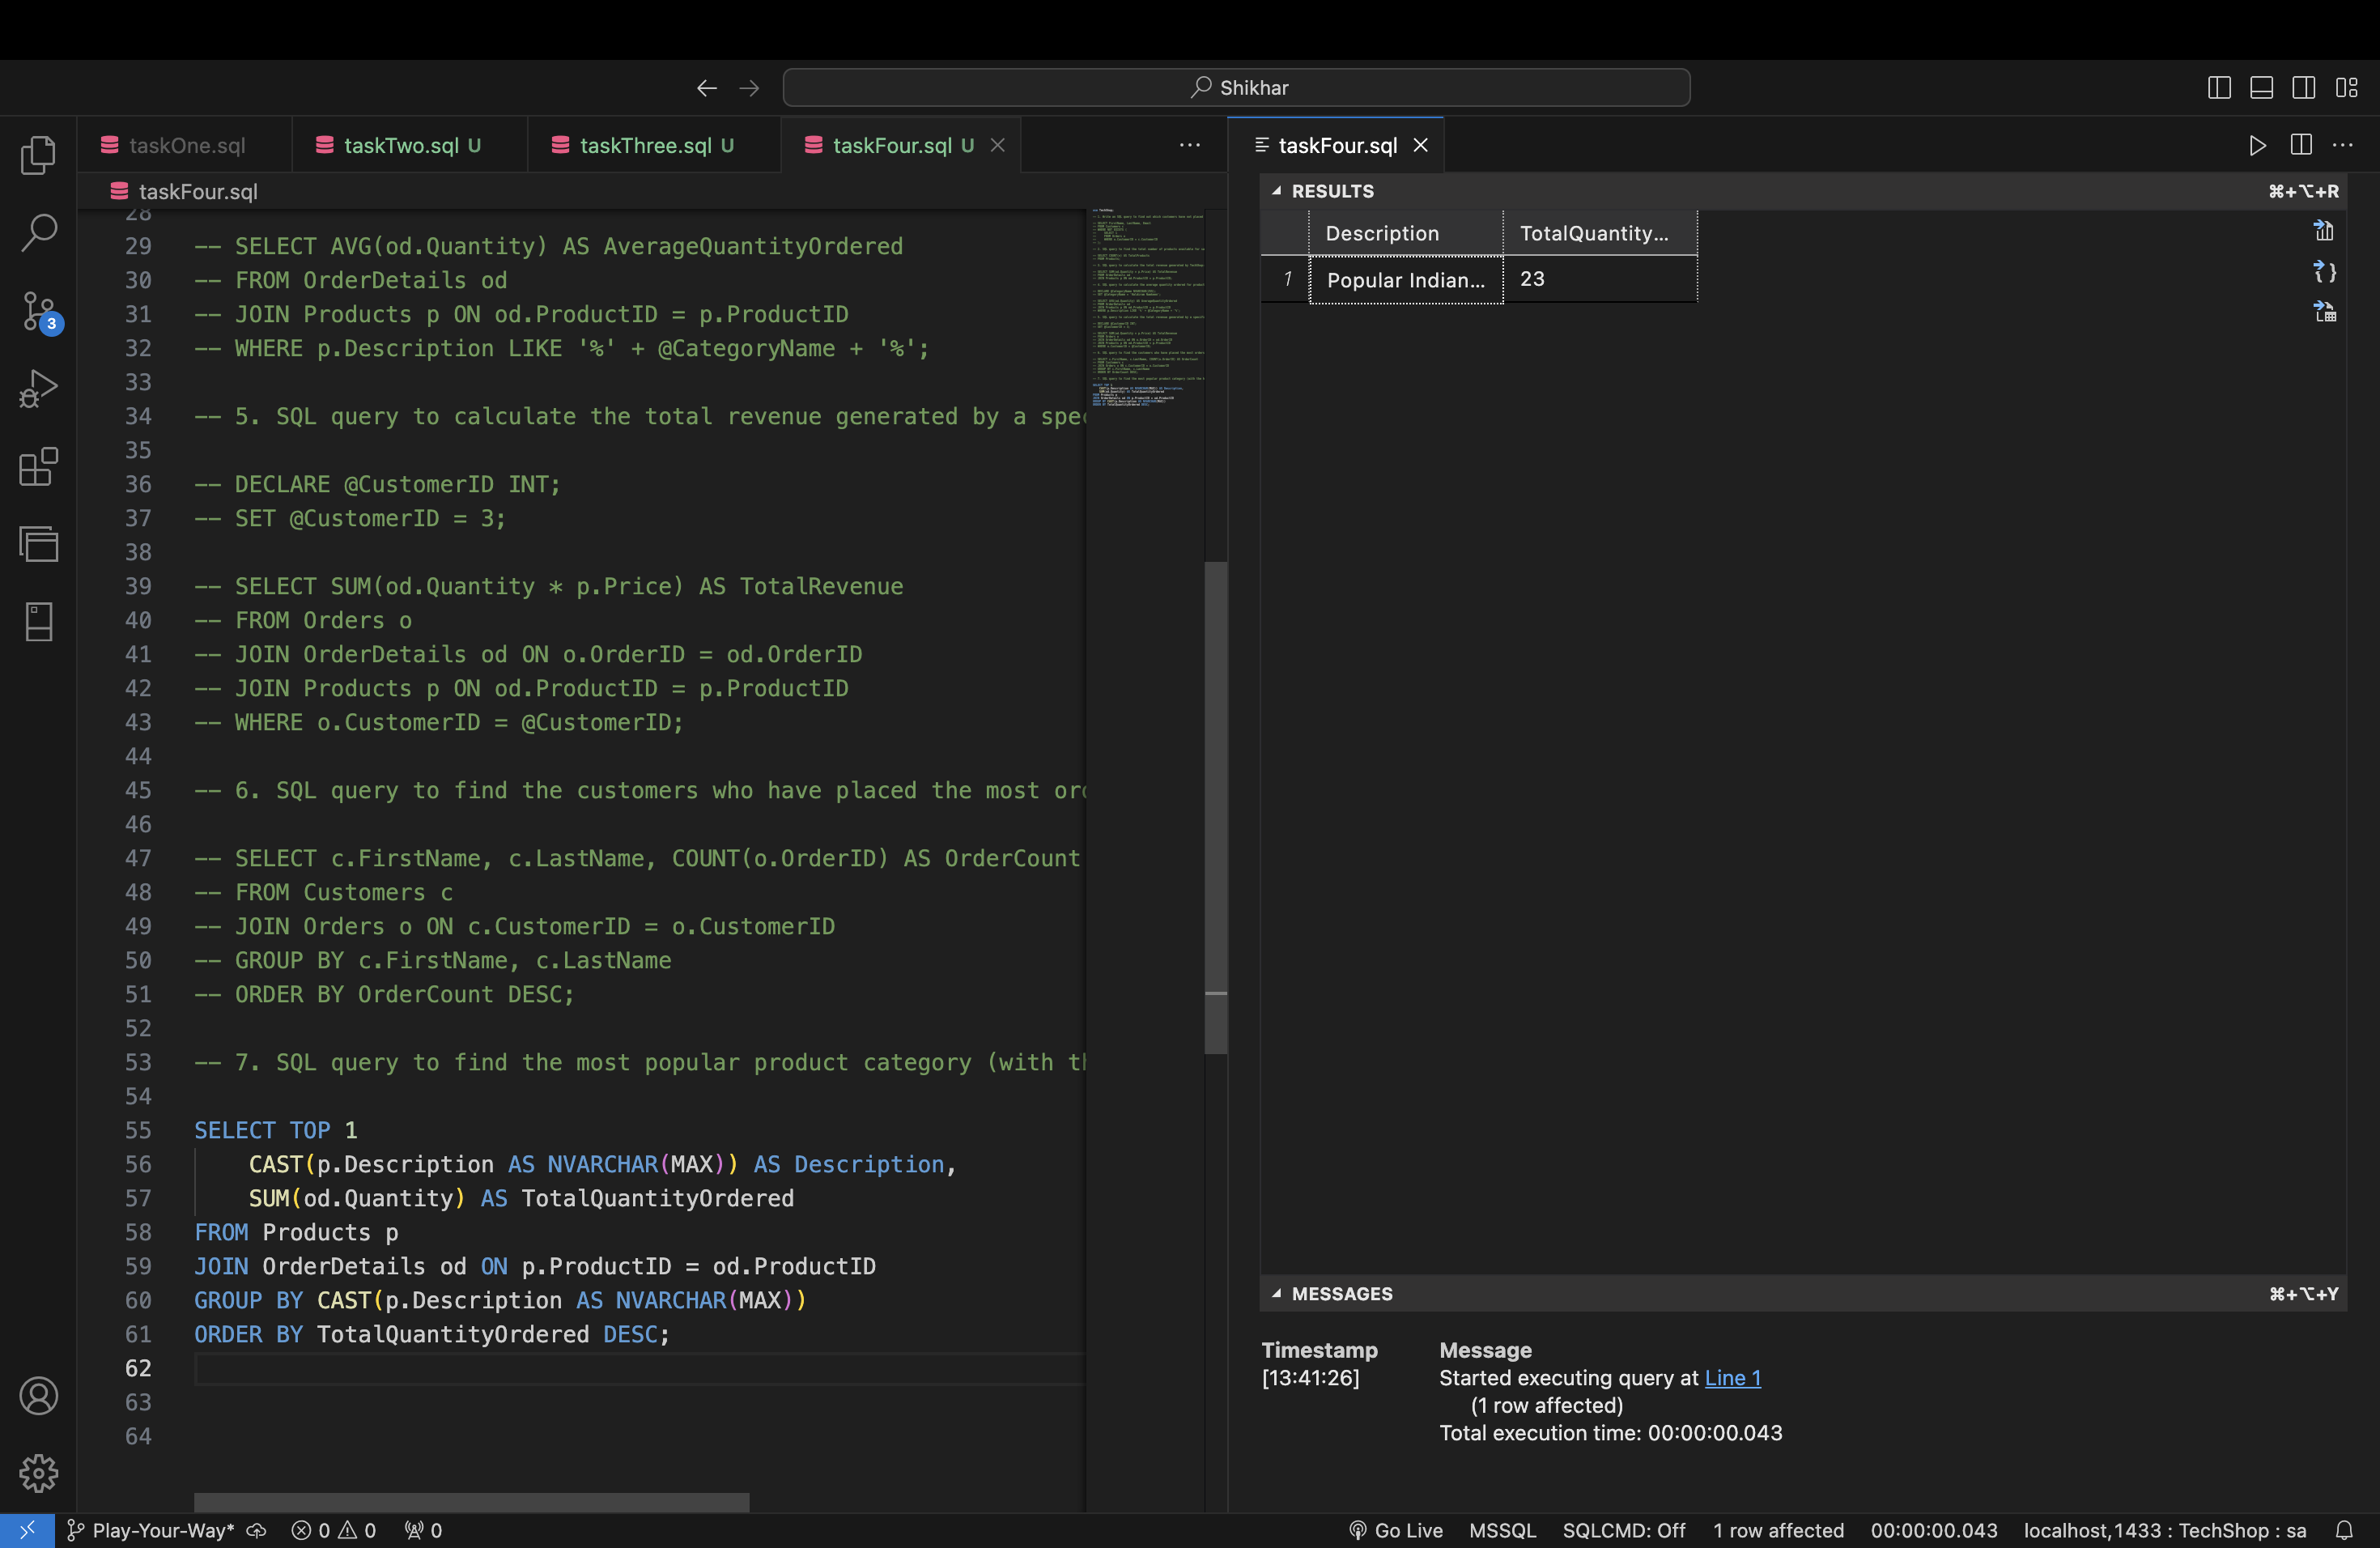 Shikhar
taskOne.sql
taskTwo.sql U
taskThree.sql U
taskFour.sql U
taskFour.sql
taskFour.sql
28
29 -- SELECT AVG(od.Quantity) AS AverageQuantityOrdered
30 -- FROM OrderDetails od
31 -- JOIN Products p ON od.ProductID = p.ProductID
32 -- WHERE p.Description LIKE '%' + @CategoryName + '%';
33
34 -- 5. SQL query to calculate the total revenue generated by a spe
35
36 -- DECLARE @CustomerID INT;
37 -- SET @CustomerID = 3;
38
39 -- SELECT SUM(od.Quantity * p.Price) AS TotalRevenue
40 -- FROM Orders o
41 -- JOIN OrderDetails od ON o.OrderID = od.OrderID
42 -- JOIN Products p ON od.ProductID = p.ProductID
43 -- WHERE o.CustomerID = @CustomerID;
44
45 -- 6. SQL query to find the customers who have placed the most or
46
47 -- SELECT c.FirstName, c.LastName, COUNT(o.OrderID) AS OrderCount
48 -- FROM Customers c
49 -- JOIN Orders o ON c.CustomerID = o.CustomerID
50 -- GROUP BY c.FirstName, c.LastName
51 -- ORDER BY OrderCount DESC;
52
53 -- 7. SQL query to find the most popular product category (with t
54
55 SELECT TOP 1
56 CAST(p.Description AS NVARCHAR(MAX)) AS Description,
57 SUM(od.Quantity) AS TotalQuantityOrdered
58 FROM Products p
59 JOIN OrderDetails od ON p.ProductID = od.ProductID
60 GROUP BY CAST(p.Description AS NVARCHAR(MAX))
61 ORDER BY TotalQuantityOrdered DESC;
62
63
64
RESULTS ⌘+⌥+R
Description TotalQuantity...
1 Popular Indian... 23
MESSAGES ⌘+⌥+Y
Timestamp Message
[13:41:26] Started executing query at Line 1
(1 row affected)
Total execution time: 00:00:00.043
3
Play-Your-Way* 0 0 0 Go Live MSSQL SQLCMD: Off 1 row affected 00:00:00.043 localhost,1433 : TechShop : sa